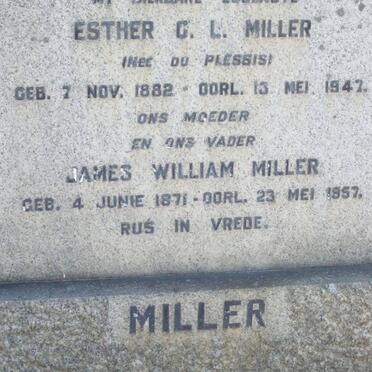 ESTHER C. L. MILLER
(NEE DU PLESSIS)
GEB. 7 NOV. 1882 - OORL. 13 MEI 1947.
ONS MOEDER
EN ONS VADER
JAMES WILLIAM MILLER
GEB. 4 JUNIE 1871 - OORL. 23 MEI 1957.
RUS IN VREDE.
MILLER